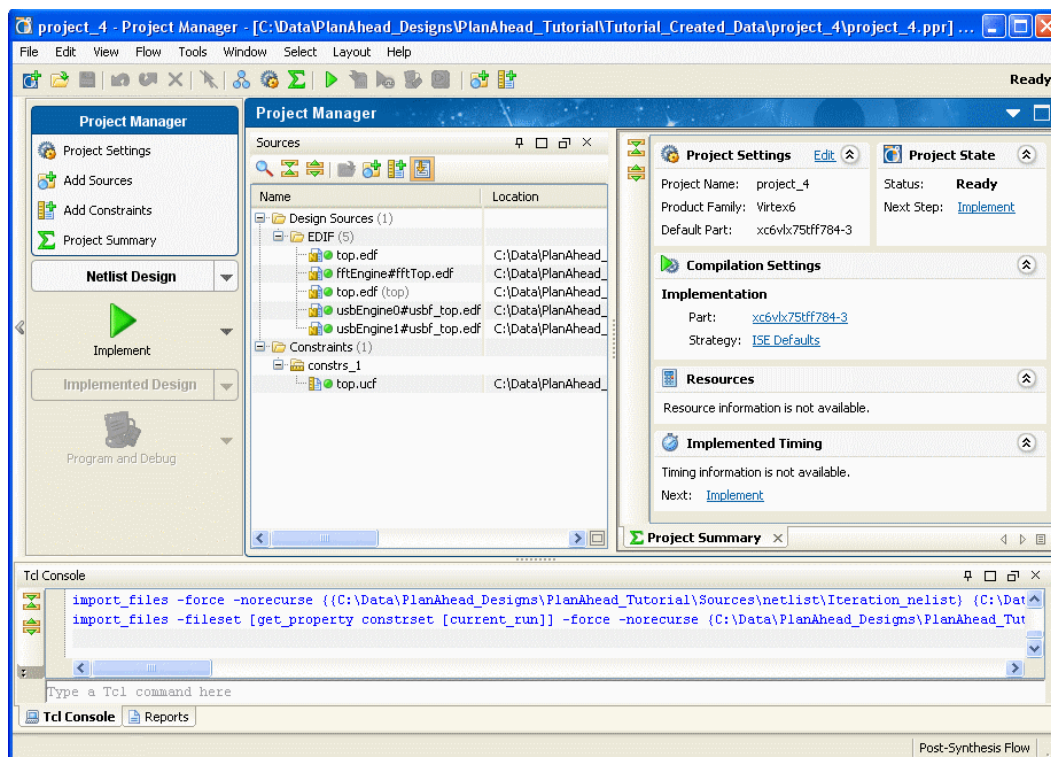 project_4 - Project Manager - [C:\Data\PlanAhead_Designs\PlanAhead_Tutorial\Tutorial_Created_Data\project_4\project_4.ppr] ...
File Edit View Flow Tools Window Select Layout Help
Ready
Project Manager
Project Settings
Add Sources
Add Constraints
Project Summary
Netlist Design
Implement
Implemented Design
Program and Debug
Project Manager
Sources
Name Location
Design Sources (1)
EDIF (5)
top.edf C:\Data\PlanAhead_
fftEngine#fftTop.edf C:\Data\PlanAhead_
top.edf (top) C:\Data\PlanAhead_
usbEngine0#usbf_top.edf C:\Data\PlanAhead_
usbEngine1#usbf_top.edf C:\Data\PlanAhead_
Constraints (1)
constrs_1
top.ucf C:\Data\PlanAhead_
Project Settings Edit
Project Name: project_4
Product Family: Virtex6
Default Part: xc6vlx75tff784-3
Project State
Status: Ready
Next Step: Implement
Compilation Settings
Implementation
Part: xc6vlx75tff784-3
Strategy: ISE Defaults
Resources
Resource information is not available.
Implemented Timing
Timing information is not available.
Next: Implement
Project Summary
Tcl Console
import_files -force -norecurse {{C:\Data\PlanAhead_Designs\PlanAhead_Tutorial\Sources\netlist\Iteration_nelist} {C:\Dat
import_files -fileset [get_property constrset [current_run]] -force -norecurse {C:\Data\PlanAhead_Designs\PlanAhead_Tut
Type a Tcl command here
Tcl Console Reports
Post-Synthesis Flow